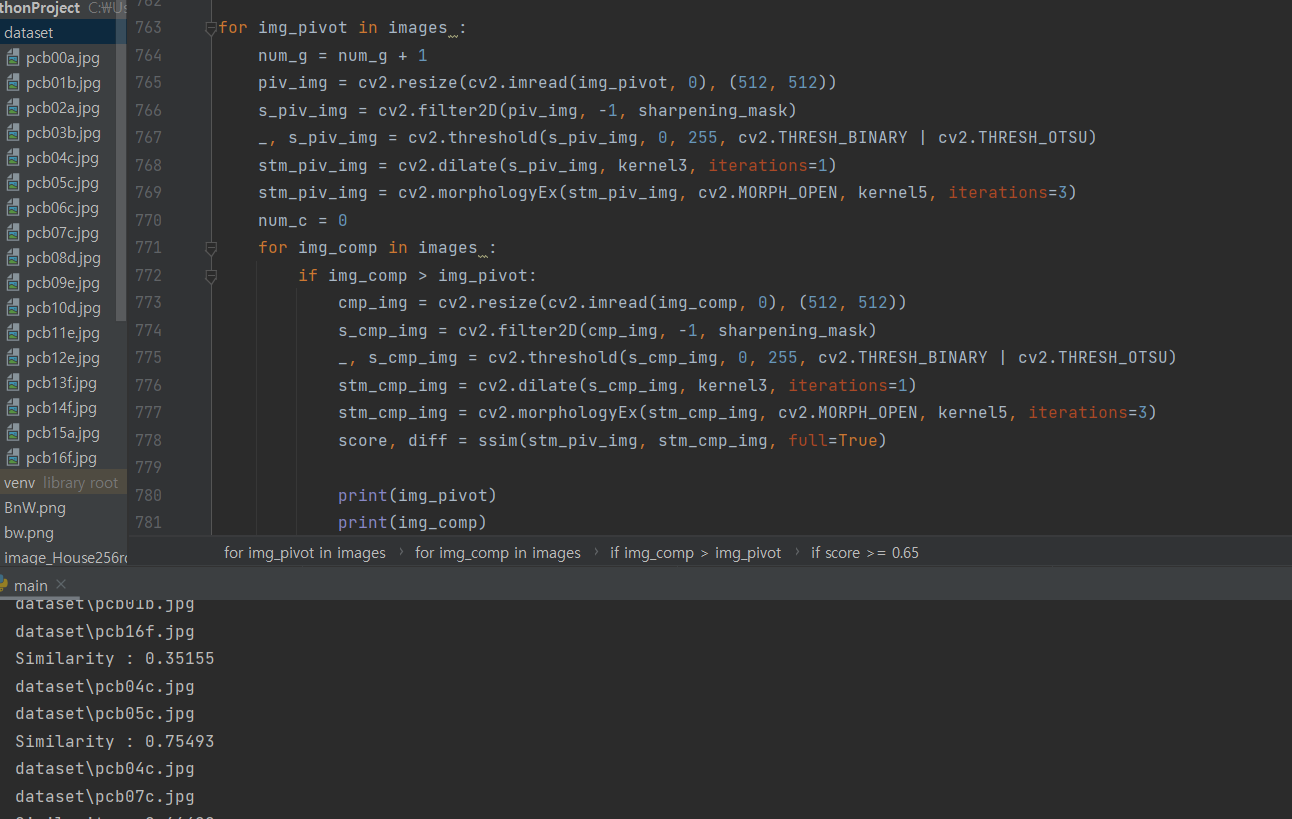 thonProject C:₩Us
dataset
pcb00a.jpg
pcb01b.jpg
pcb02a.jpg
pcb03b.jpg
pcb04c.jpg
pcb05c.jpg
pcb06c.jpg
pcb07c.jpg
pcb08d.jpg
pcb09e.jpg
pcb10d.jpg
pcb11e.jpg
pcb12e.jpg
pcb13f.jpg
pcb14f.jpg
pcb15a.jpg
pcb16f.jpg
venv library root
BnW.png
bw.png
image_House256r
762
763 for img_pivot in images :
764 num_g = num_g + 1
765 piv_img = cv2.resize(cv2.imread(img_pivot, 0), (512, 512))
766 s_piv_img = cv2.filter2D(piv_img, -1, sharpening_mask)
767 _, s_piv_img = cv2.threshold(s_piv_img, 0, 255, cv2.THRESH_BINARY | cv2.THRESH_OTSU)
768 stm_piv_img = cv2.dilate(s_piv_img, kernel3, iterations=1)
769 stm_piv_img = cv2.morphologyEx(stm_piv_img, cv2.MORPH_OPEN, kernel5, iterations=3)
770 num_c = 0
771 for img_comp in images :
772 if img_comp > img_pivot:
773 cmp_img = cv2.resize(cv2.imread(img_comp, 0), (512, 512))
774 s_cmp_img = cv2.filter2D(cmp_img, -1, sharpening_mask)
775 _, s_cmp_img = cv2.threshold(s_cmp_img, 0, 255, cv2.THRESH_BINARY | cv2.THRESH_OTSU)
776 stm_cmp_img = cv2.dilate(s_cmp_img, kernel3, iterations=1)
777 stm_cmp_img = cv2.morphologyEx(stm_cmp_img, cv2.MORPH_OPEN, kernel5, iterations=3)
778 score, diff = ssim(stm_piv_img, stm_cmp_img, full=True)
779
780 print(img_pivot)
781 print(img_comp)
for img_pivot in images › for img_comp in images › if img_comp > img_pivot › if score >= 0.65
main ×
dataset\pcb01b.jpg
dataset\pcb16f.jpg
Similarity : 0.35155
dataset\pcb04c.jpg
dataset\pcb05c.jpg
Similarity : 0.75493
dataset\pcb04c.jpg
dataset\pcb07c.jpg